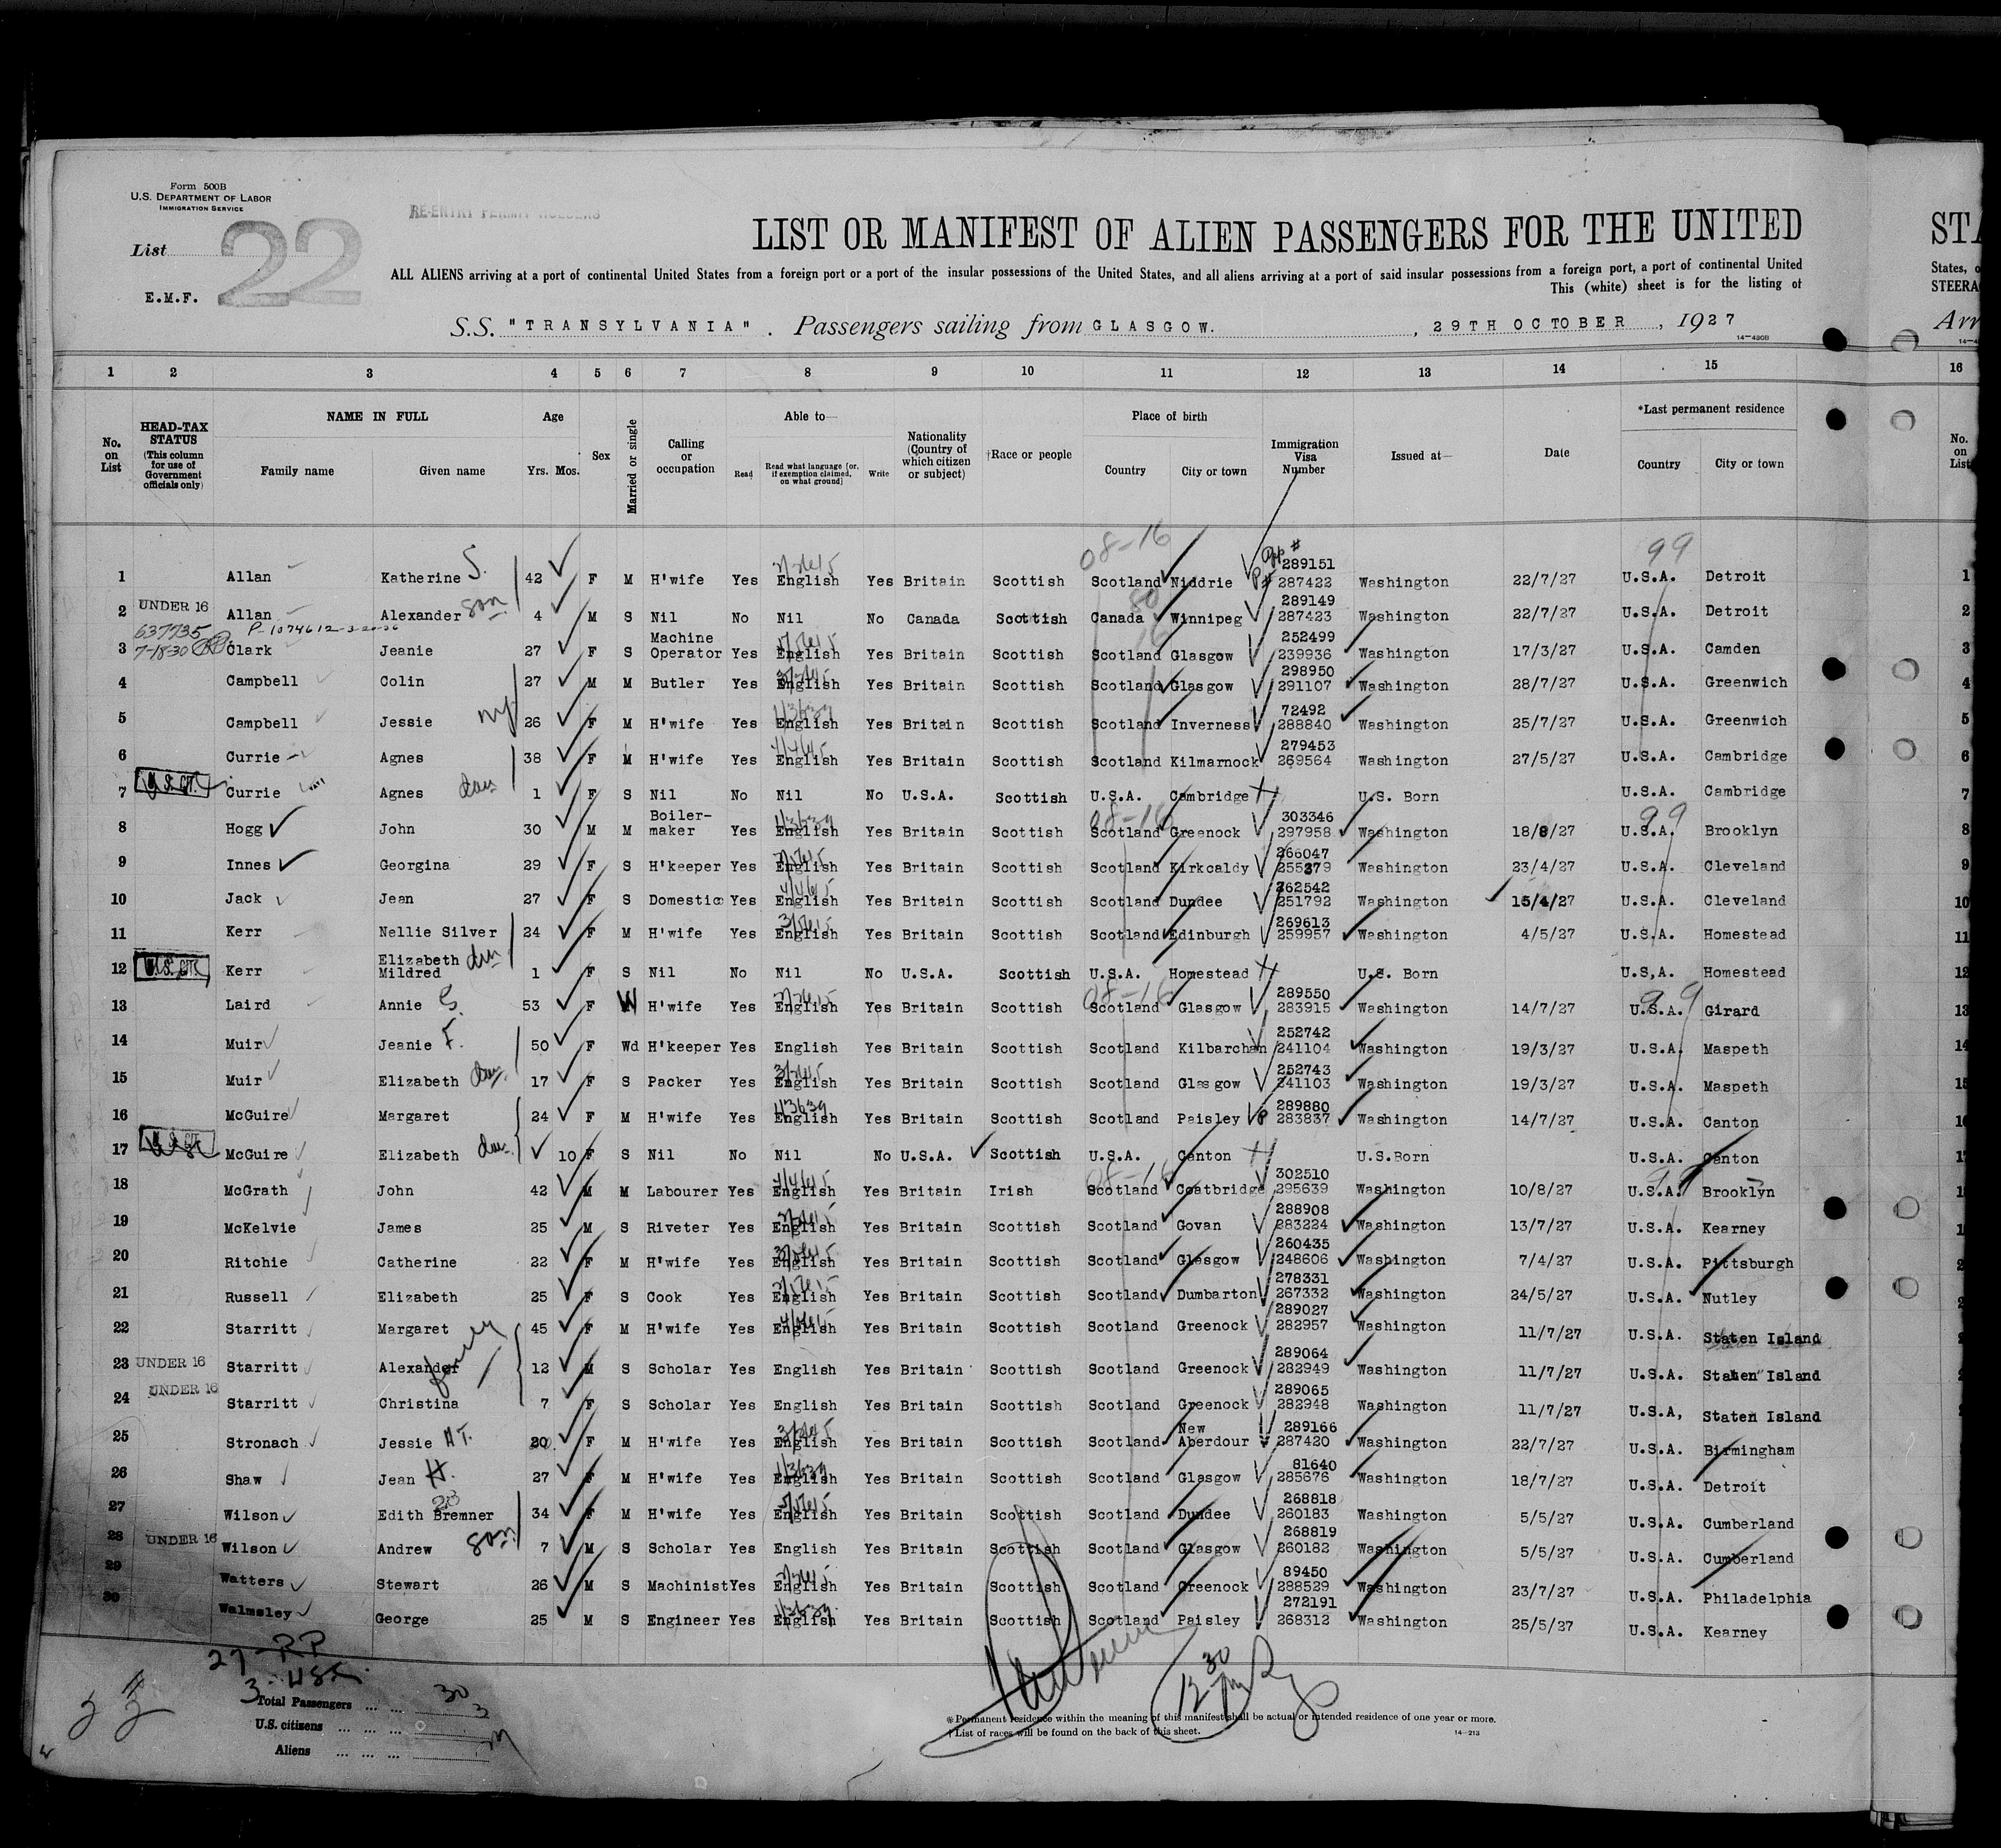 Form 500B
U.S. DEPARTMENT OF LABOR
IMMIGRATION SERVICE
RE-ENTRY PERMIT HOLDERS
List 22
E.M.F.
LIST OR MANIFEST OF ALIEN PASSENGERS FOR THE UNITED
ALL ALIENS arriving at a port of continental United States from a foreign port or a port of the insular possessions of the United States, and all aliens arriving at a port of said insular possessions from a foreign port, a port of continental United
This (white) sheet is for the listing of
S.S. "TRANSYLVANIA". Passengers sailing from GLASGOW. , 29TH OCTOBER , 1927
14—430B
1 2 3 4 5 6 7 8 9 10 11 12 13 14 15
No. on List
HEAD-TAX STATUS (This column for use of Government officials only)
NAME IN FULL Family name Given name
Age Yrs. Mos.
Sex
Married or single
Calling or occupation
Able to— Read Read what language (or, if exemption claimed, on what ground) Write
Nationality (Country of which citizen or subject)
†Race or people
Place of birth Country City or town
Immigration Visa Number
Issued at—
Date
*Last permanent residence Country City or town
08-16 99
1 Allan Katherine S. 42 F M H'wife Yes English Yes Britain Scottish Scotland Niddrie 289151 287422 Washington 22/7/27 U.S.A. Detroit
2 UNDER 16 Allan Alexander son 4 M S Nil No Nil No Canada Scottish Canada Winnipeg 289149 287423 Washington 22/7/27 U.S.A. Detroit
637735 P-1074612
7-18-30
3 Clark Jeanie 27 F S Machine Operator Yes English Yes Britain Scottish Scotland Glasgow 252499 239936 Washington 17/3/27 U.S.A. Camden
4 Campbell Colin 27 M M Butler Yes English Yes Britain Scottish Scotland Glasgow 298950 291107 Washington 28/7/27 U.S.A. Greenwich
5 Campbell Jessie 26 F M H'wife Yes English Yes Britain Scottish Scotland Inverness 72492 288840 Washington 25/7/27 U.S.A. Greenwich
6 Currie Agnes 38 F M H'wife Yes English Yes Britain Scottish Scotland Kilmarnock 279453 269564 Washington 27/5/27 U.S.A. Cambridge
7 U.S. CT. Currie Agnes dau 1 F S Nil No Nil No U.S.A. Scottish U.S.A. Cambridge U.S. Born U.S.A. Cambridge
8 Hogg John 30 M M Boiler-maker Yes English Yes Britain Scottish Scotland Greenock 303346 297958 Washington 18/8/27 U.S.A. Brooklyn
9 Innes Georgina 29 F S H'keeper Yes English Yes Britain Scottish Scotland Kirkcaldy 266047 255379 Washington 23/4/27 U.S.A. Cleveland
10 Jack Jean 27 F S Domestic Yes English Yes Britain Scottish Scotland Dundee 262542 251792 Washington 15/4/27 U.S.A. Cleveland
11 Kerr Nellie Silver 24 F M H'wife Yes English Yes Britain Scottish Scotland Edinburgh 269613 259957 Washington 4/5/27 U.S.A. Homestead
12 U.S. CT. Kerr Elizabeth Mildred dau 1 F S Nil No Nil No U.S.A. Scottish U.S.A. Homestead U.S. Born U.S,A. Homestead
13 Laird Annie G. 53 F W H'wife Yes English Yes Britain Scottish Scotland Glasgow 289550 283915 Washington 14/7/27 U.S.A. Girard
14 Muir Jeanie F. 50 F Wd H'keeper Yes English Yes Britain Scottish Scotland Kilbarchan 252742 241104 Washington 19/3/27 U.S.A. Maspeth
15 Muir Elizabeth dau. 17 F S Packer Yes English Yes Britain Scottish Scotland Glasgow 252743 241103 Washington 19/3/27 U.S.A. Maspeth
16 McGuire Margaret 24 F M H'wife Yes English Yes Britain Scottish Scotland Paisley 289880 283837 Washington 14/7/27 U.S.A. Canton
17 McGuire Elizabeth dau. 10 F S Nil No Nil No U.S.A. Scottish U.S.A. Canton U.S.Born U.S.A. Canton
18 McGrath John 42 M M Labourer Yes English Yes Britain Irish Scotland Coatbridge 302510 295639 Washington 10/8/27 U.S.A. Brooklyn
19 McKelvie James 25 M S Riveter Yes English Yes Britain Scottish Scotland Govan 288908 283224 Washington 13/7/27 U.S.A. Kearney
20 Ritchie Catherine 22 F M H'wife Yes English Yes Britain Scottish Scotland Glasgow 260435 248606 Washington 7/4/27 U.S.A. Pittsburgh
21 Russell Elizabeth 25 F S Cook Yes English Yes Britain Scottish Scotland Dumbarton 278331 267332 Washington 24/5/27 U.S.A. Nutley
22 Starritt Margaret 45 F M H'wife Yes English Yes Britain Scottish Scotland Greenock 289027 282957 Washington 11/7/27 U.S.A. Staten Island
23 UNDER 16 Starritt Alexander family 12 M S Scholar Yes English Yes Britain Scottish Scotland Greenock 289064 282949 Washington 11/7/27 U.S.A. Staten Island
24 UNDER 16 Starritt Christina 7 F S Scholar Yes English Yes Britain Scottish Scotland Greenock 289065 282948 Washington 11/7/27 U.S.A, Staten Island
25 Stronach Jessie 20 F M H'wife Yes English Yes Britain Scottish Scotland New Aberdour 289166 287420 Washington 22/7/27 U.S.A. Birmingham
26 Shaw Jean H. 27 F M H'wife Yes English Yes Britain Scottish Scotland Glasgow 81640 285676 Washington 18/7/27 U.S.A. Detroit
27 Wilson Edith Bremner 34 F M H'wife Yes English Yes Britain Scottish Scotland Dundee 268818 260183 Washington 5/5/27 U.S.A. Cumberland
28 UNDER 16 Wilson Andrew son 7 M S Scholar Yes English Yes Britain Scottish Scotland Glasgow 268819 260182 Washington 5/5/27 U.S.A. Cumberland
29 Watters Stewart 26 M S Machinist Yes English Yes Britain Scottish Scotland Greenock 89450 288529 Washington 23/7/27 U.S.A. Philadelphia
30 Walmsley George 25 M S Engineer Yes English Yes Britain Scottish Scotland Paisley 272191 268312 Washington 25/5/27 U.S.A. Kearney
27-RP
Total Passengers ... ... 30
U.S. citizens ... ... ... 3
Aliens ... ... ...
*Permanent residence within the meaning of this manifest shall be actual or intended residence of one year or more.
†List of races will be found on the back of this sheet.
14—213
STA
States, o
STEERA
Arr
16
No. on List